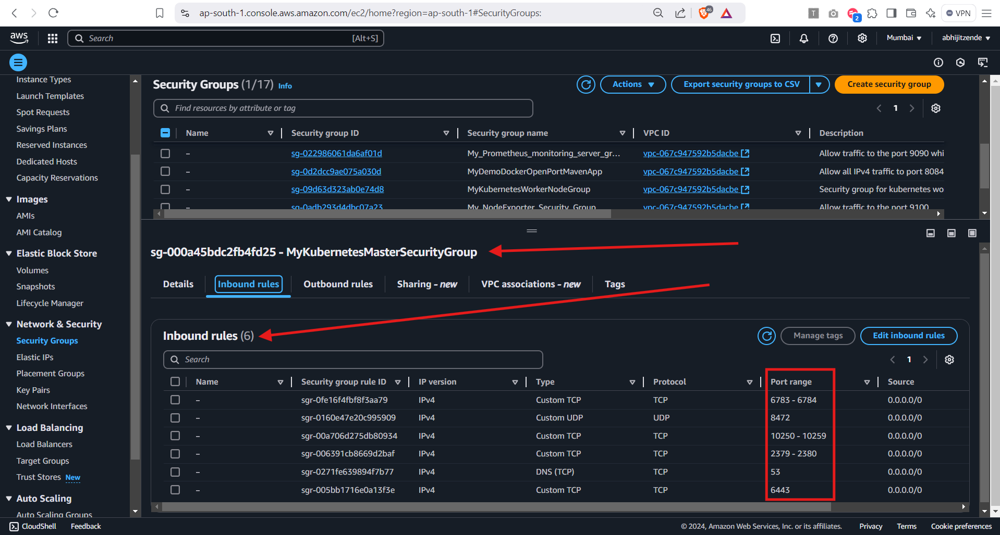 ap-south-1.console.aws.amazon.com/ec2/home?region=ap-south-1#SecurityGroups:
46
T
2
VPN
aws
Search
[Alt+S]
Mumbai
abhijitzende
Instance Types
Launch Templates
Spot Requests
Savings Plans
Reserved Instances
Dedicated Hosts
Capacity Reservations
Images
AMIs
AMI Catalog
Elastic Block Store
Volumes
Snapshots
Lifecycle Manager
Network & Security
Security Groups
Elastic IPs
Placement Groups
Key Pairs
Network Interfaces
Load Balancing
Load Balancers
Target Groups
Trust Stores New
Auto Scaling
Auto Scaling Groups
Security Groups (1/17) Info
Actions
Export security groups to CSV
Create security group
Find resources by attribute or tag
1
Name Security group ID Security group name VPC ID Description
– sg-022986061da6af01d My_Prometheus_monitoring_server_gr... vpc-067c947592b5dacbe Allow traffic to the port 9090 whi
– sg-0d2dcc9ae075a030d MyDemoDockerOpenPortMavenApp vpc-067c947592b5dacbe Allow all IPv4 traffic to port 8084
– sg-09d63d323ab0e74d8 MyKubernetesWorkerNodeGroup vpc-067c947592b5dacbe Security group for kubernetes wo
– sg-0adb293d4dbc07a23 My_NodeExporter_Security_Group vpc-067c947592b5dacbe Allow traffic to the port 9100
sg-000a45bdc2fb4fd25 - MyKubernetesMasterSecurityGroup
Details
Inbound rules
Outbound rules
Sharing - new
VPC associations - new
Tags
Inbound rules (6)
Manage tags
Edit inbound rules
Search
1
Name Security group rule ID IP version Type Protocol Port range Source
– sgr-0fe16f4fbf8f3aa79 IPv4 Custom TCP TCP 6783 - 6784 0.0.0.0/0
– sgr-0160e47e20c995909 IPv4 Custom UDP UDP 8472 0.0.0.0/0
– sgr-00a706d275db80934 IPv4 Custom TCP TCP 10250 - 10259 0.0.0.0/0
– sgr-006391cb8669d2baf IPv4 Custom TCP TCP 2379 - 2380 0.0.0.0/0
– sgr-0271fe639894f7b77 IPv4 DNS (TCP) TCP 53 0.0.0.0/0
– sgr-005bb1716e0a13f3e IPv4 Custom TCP TCP 6443 0.0.0.0/0
CloudShell
Feedback
© 2024, Amazon Web Services, Inc. or its affiliates.
Privacy
Terms
Cookie preferences